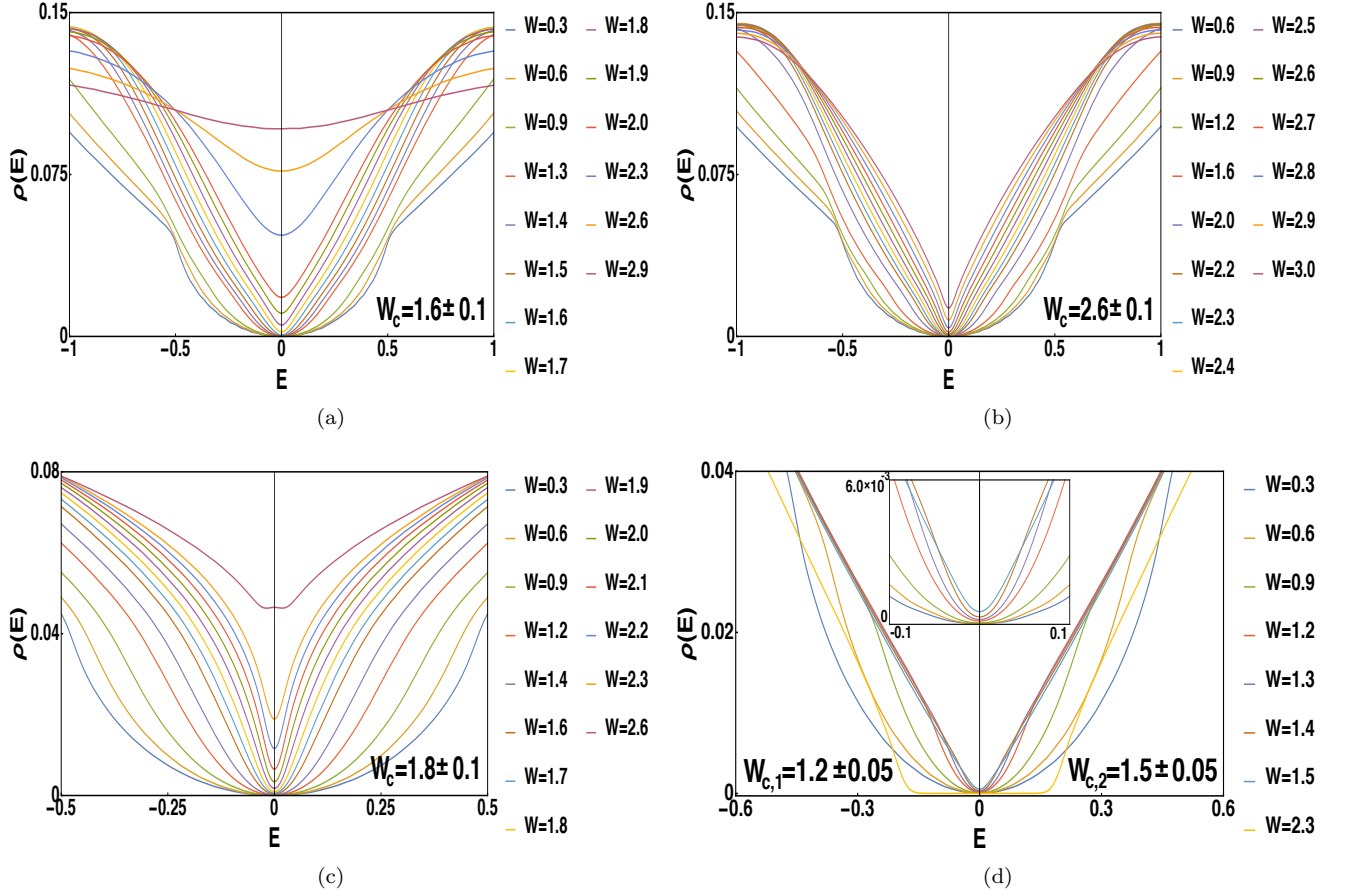 0.15
0.075
0
ρ(E)
-1
-0.5
0
0.5
1
E
W_c=1.6±0.1
W=0.3
W=0.6
W=0.9
W=1.3
W=1.4
W=1.5
W=1.6
W=1.7
W=1.8
W=1.9
W=2.0
W=2.3
W=2.6
W=2.9
(a)
0.15
0.075
0
ρ(E)
-1
-0.5
0
0.5
1
E
W_c=2.6±0.1
W=0.6
W=0.9
W=1.2
W=1.6
W=2.0
W=2.2
W=2.3
W=2.4
W=2.5
W=2.6
W=2.7
W=2.8
W=2.9
W=3.0
(b)
0.08
0.04
0
ρ(E)
-0.5
-0.25
0
0.25
0.5
E
W_c=1.8±0.1
W=0.3
W=0.6
W=0.9
W=1.2
W=1.4
W=1.6
W=1.7
W=1.8
W=1.9
W=2.0
W=2.1
W=2.2
W=2.3
W=2.6
(c)
0.04
0.02
0
ρ(E)
-0.6
-0.3
0
0.3
0.6
E
6.0×10⁻³
0
-0.1
0.1
W_c,1=1.2±0.05
W_c,2=1.5±0.05
W=0.3
W=0.6
W=0.9
W=1.2
W=1.3
W=1.4
W=1.5
W=2.3
(d)